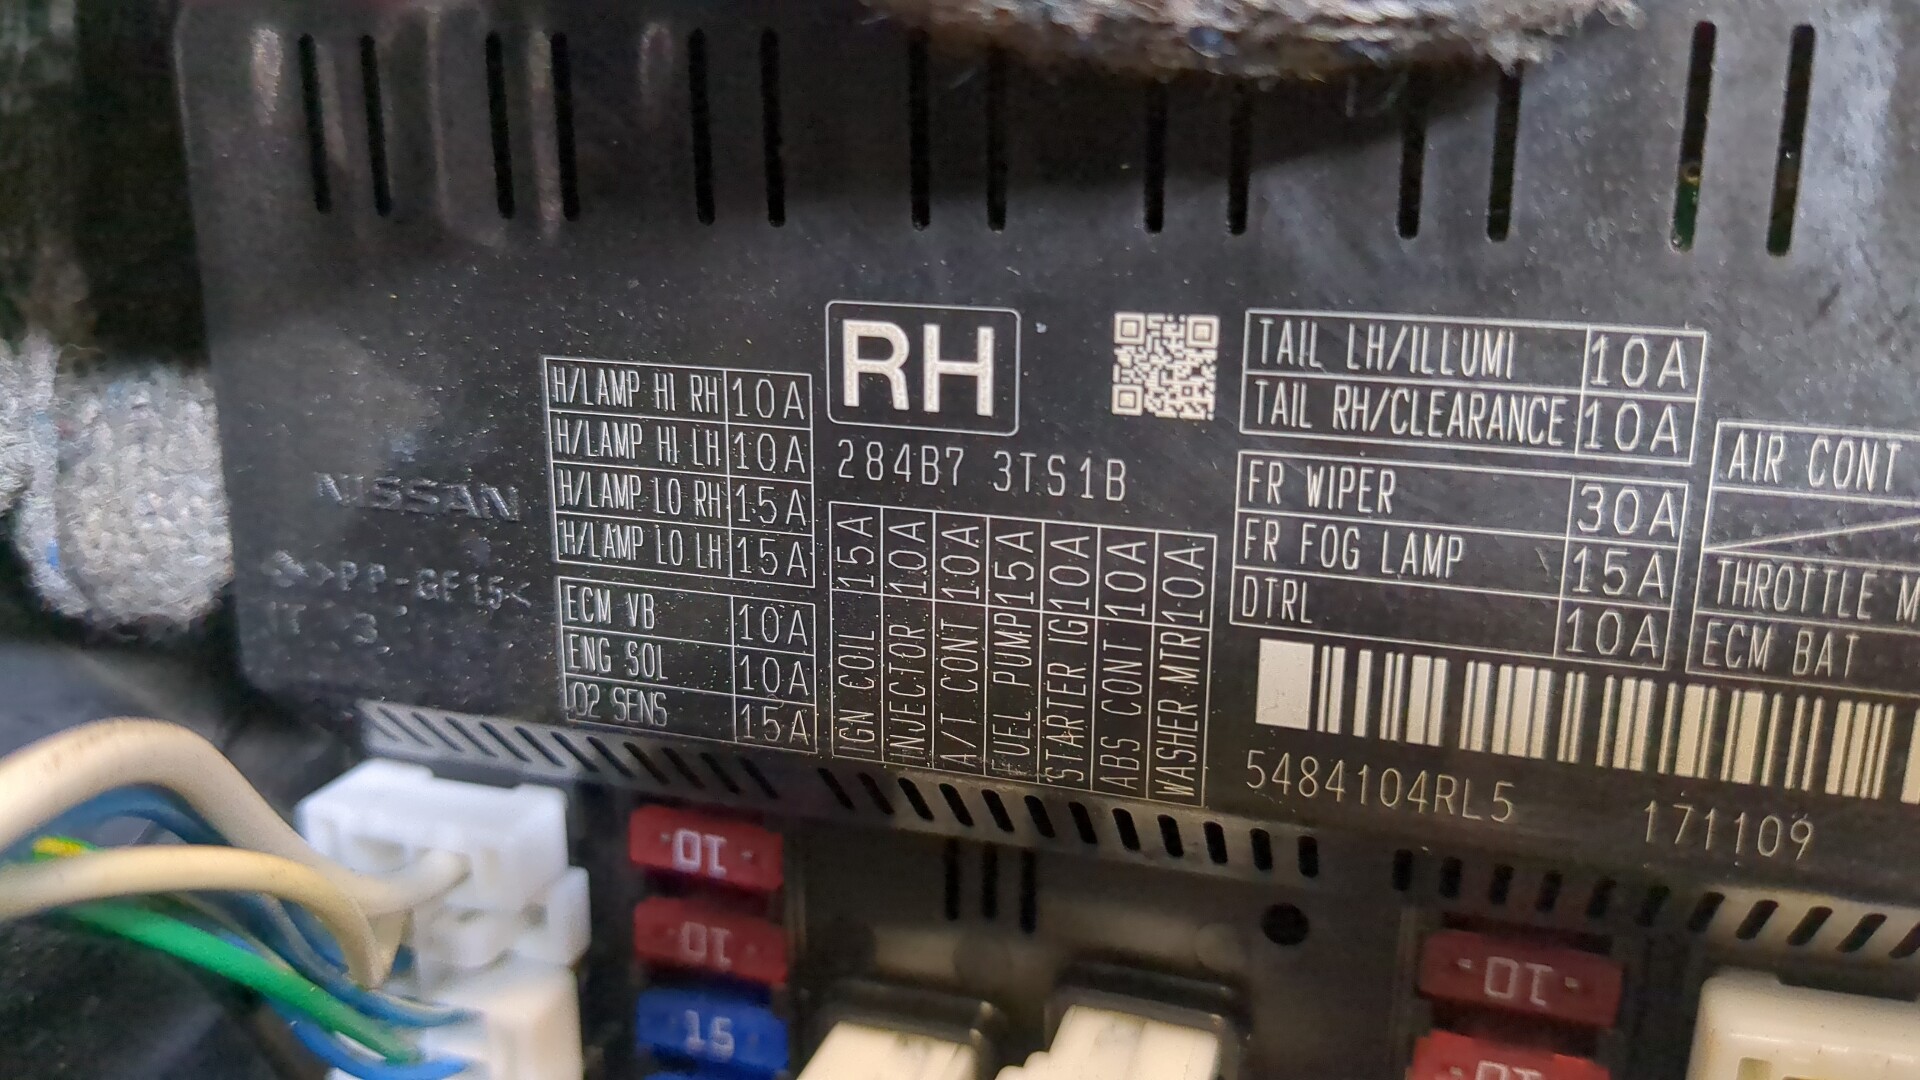 RH
284B7 3TS1B
NISSAN
>PP-GF15<
H/LAMP HI RH 10A
H/LAMP HI LH 10A
H/LAMP LO RH 15A
H/LAMP LO LH 15A
ECM VB 10A
ENG SOL 10A
O2 SENS 15A
IGN COIL 15A
INJECTOR 10A
A/T CONT 10A
FUEL PUMP 15A
STARTER IG 10A
ABS CONT 10A
WASHER MTR 10A
TAIL LH/ILLUMI 10A
TAIL RH/CLEARANCE 10A
FR WIPER 30A
FR FOG LAMP 15A
DTRL 10A
AIR CONT
THROTTLE M
ECM BAT
5484104RL5 171109
10
10
15
10
10